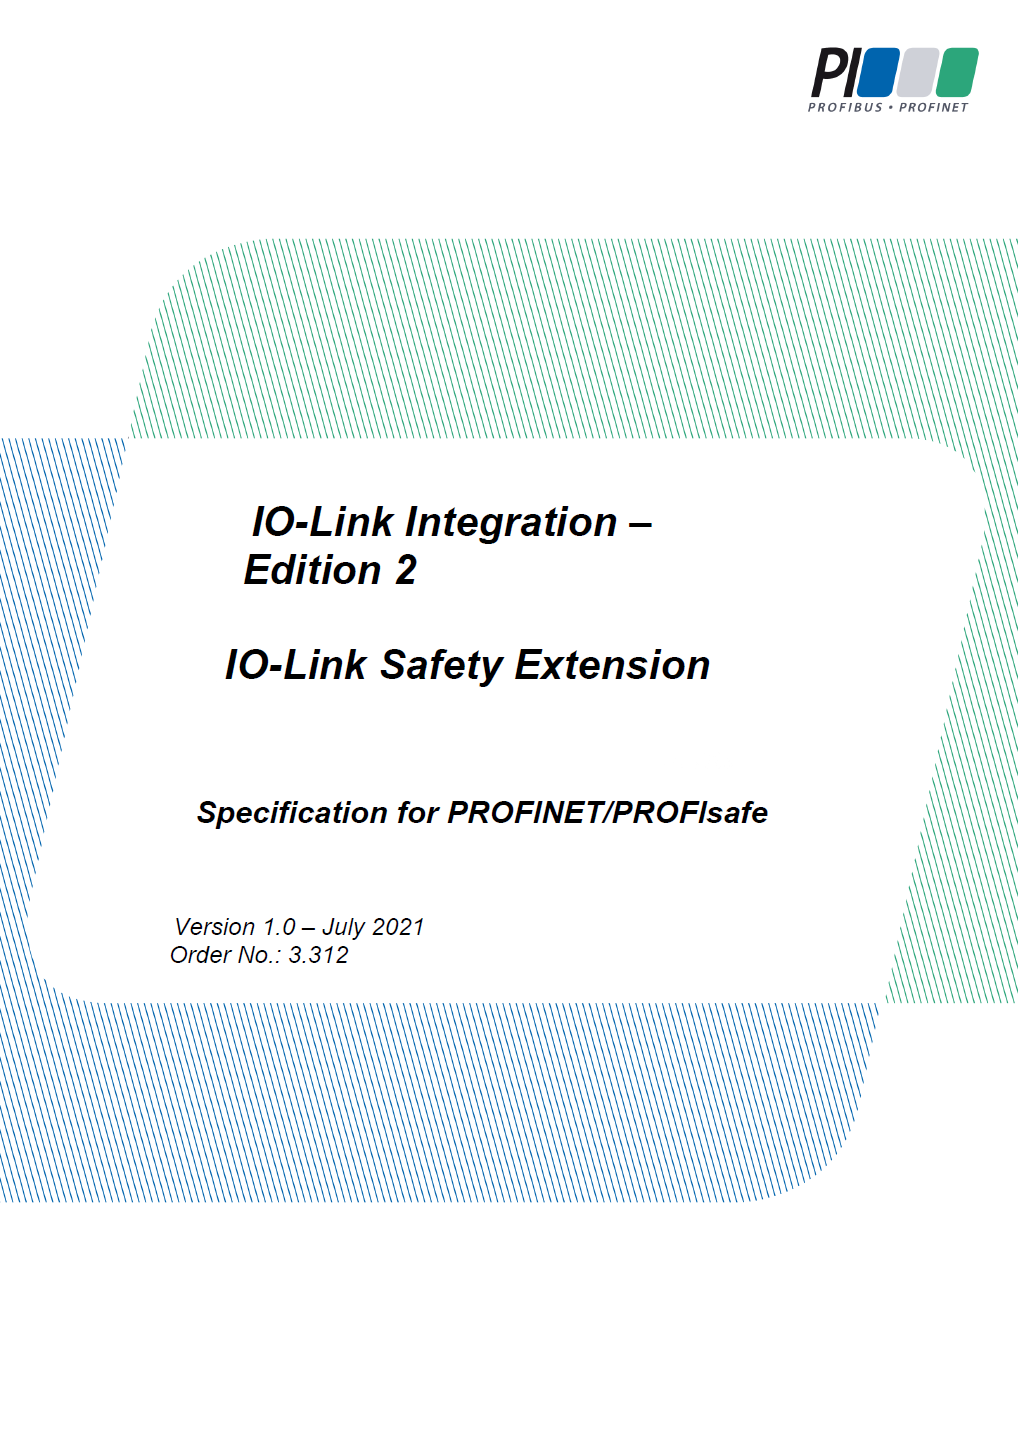 PI
PROFIBUS • PROFINET
IO-Link Integration –
Edition 2
IO-Link Safety Extension
Specification for PROFINET/PROFIsafe
Version 1.0 – July 2021
Order No.: 3.312